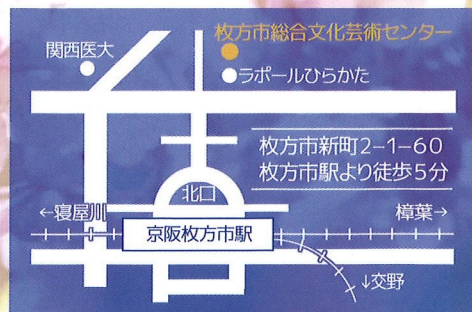 枚方市総合文化芸術センター
関西医大
ラポールひらかた
枚方市新町2-1-60
枚方市駅より徒歩5分
北口
←寝屋川
樟葉→
京阪枚方市駅
↓交野